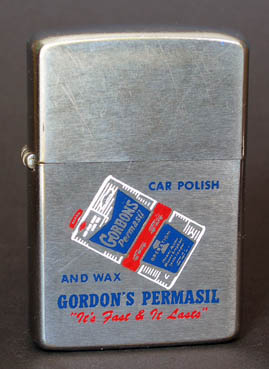 CAR POLISH
GORDON'S
Permasil
AND WAX
GORDON'S PERMASIL
"It's Fast & It Lasts"